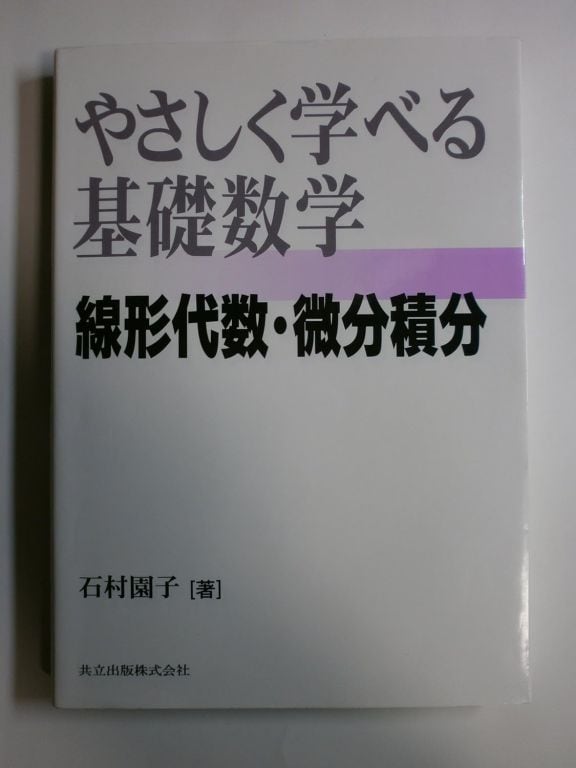 やさしく学べる
基礎数学
線形代数・微分積分
石村園子 [著]
共立出版株式会社